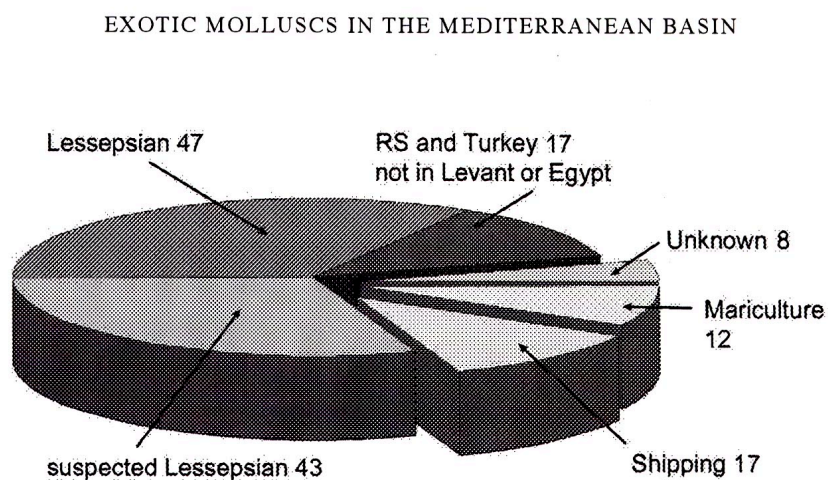 EXOTIC MOLLUSCS IN THE MEDITERRANEAN BASIN
Lessepsian 47
RS and Turkey 17
not in Levant or Egypt
Unknown 8
Mariculture
12
Shipping 17
suspected Lessepsian 43